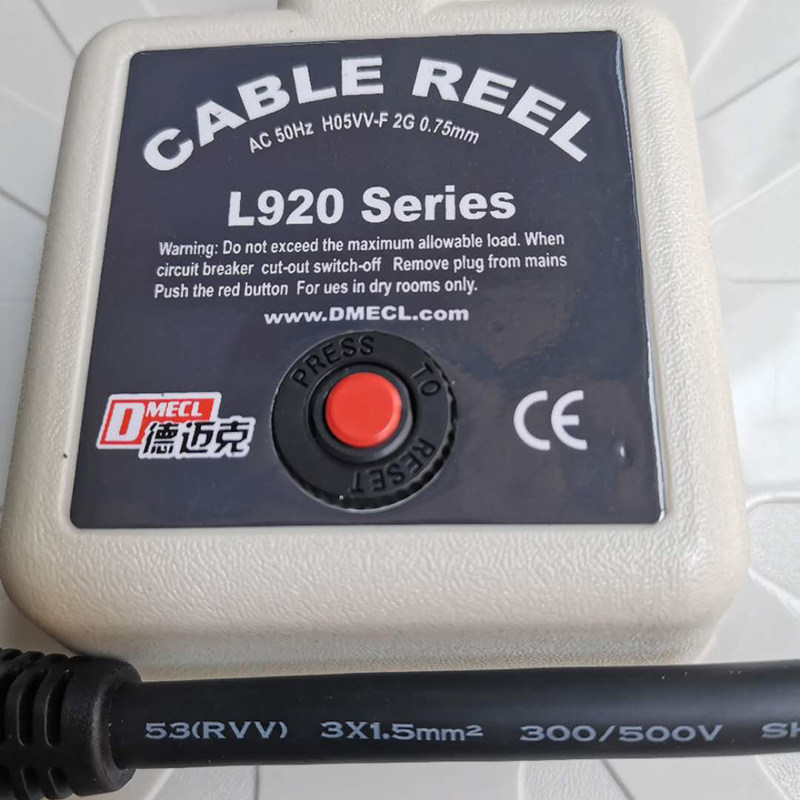 CABLE REEL
AC 50Hz H05VV-F 2G 0.75mm
L920 Series
Warning: Do not exceed the maximum allowable load. When
circuit breaker cut-out switch-off Remove plug from mains
Push the red button For ues in dry rooms only.
www.DMECL.com
PRESS TO RESET
DMECL
德迈克
CE
53(RVV) 3X1.5mm² 300/500V